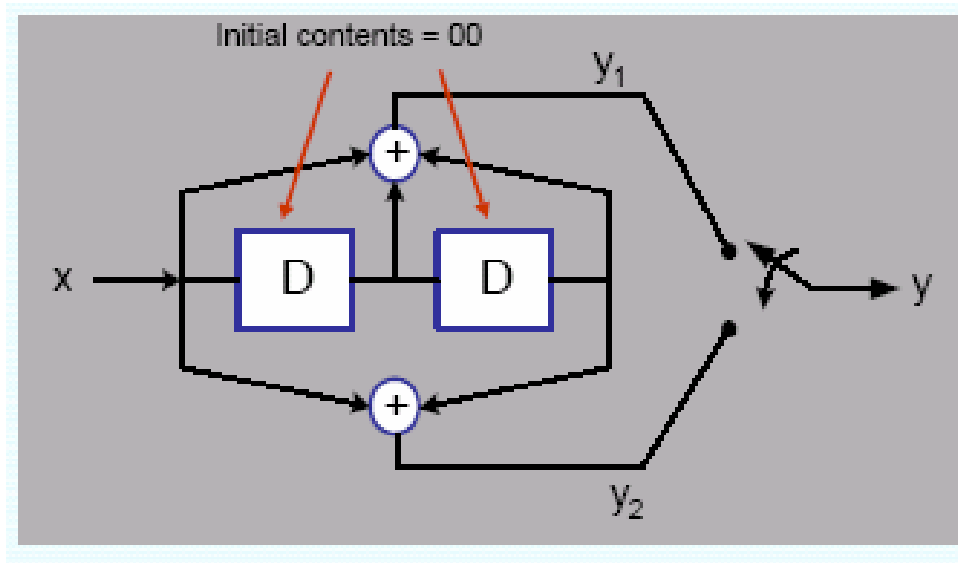 Initial contents = 00
y1
+
x
D
D
y
+
y2